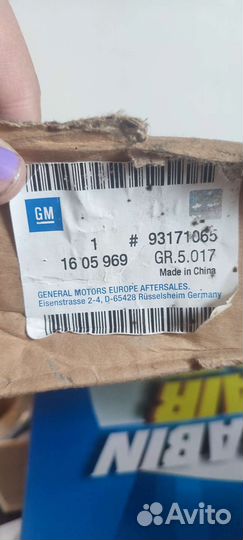 GM
1 # 93171065
16 05 969 GR.5.017
Made in China
GENERAL MOTORS EUROPE AFTERSALES.
Eisenstrasse 2-4, D-65428 Rüsselsheim Germany
CABIN
AIR
Avito